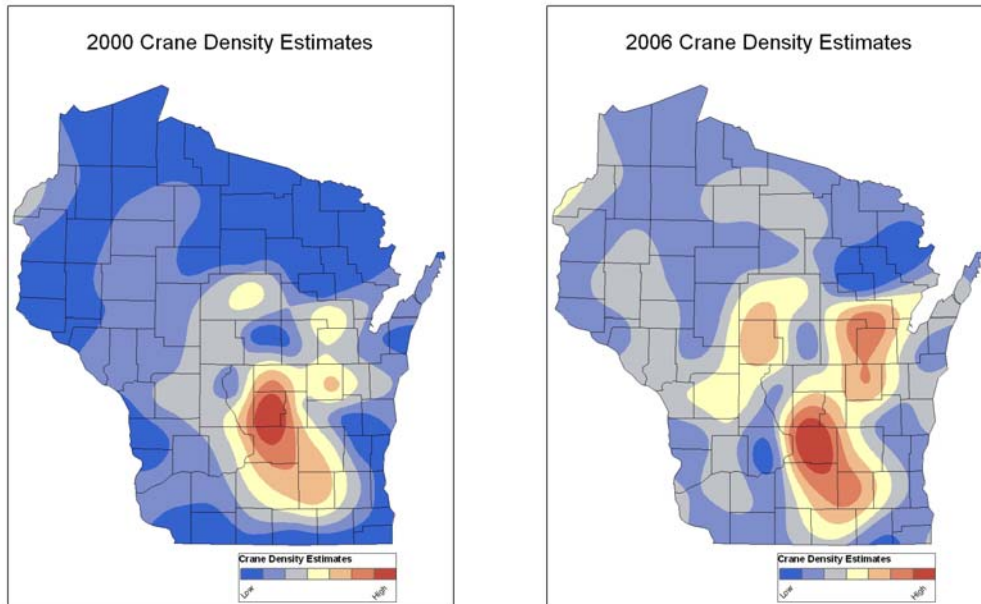 2000 Crane Density Estimates
Crane Density Estimates
Low
High
2006 Crane Density Estimates
Crane Density Estimates
Low
High